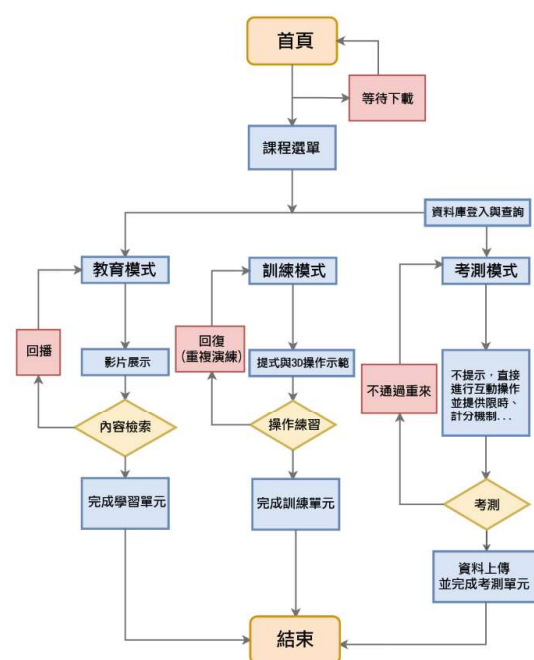 首頁
等待下載
課程選單
資料庫登入與查詢
教育模式
訓練模式
考測模式
回播
影片展示
回復
(重複演練)
提式與3D操作示範
不通過重來
不提示，直接
進行互動操作
並提供限時、
計分機制...
內容檢索
操作練習
考測
完成學習單元
完成訓練單元
資料上傳
並完成考測單元
結束